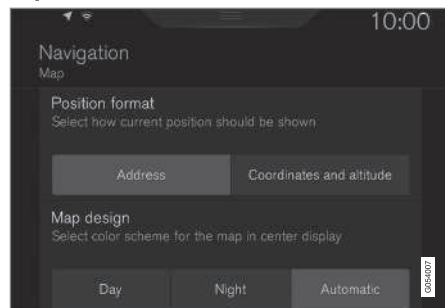 10:00
Navigation
Map
Position format
Select how current position should be shown
Address
Coordinates and altitude
Map design
Select color scheme for the map in center display
Day
Night
Automatic
G054007